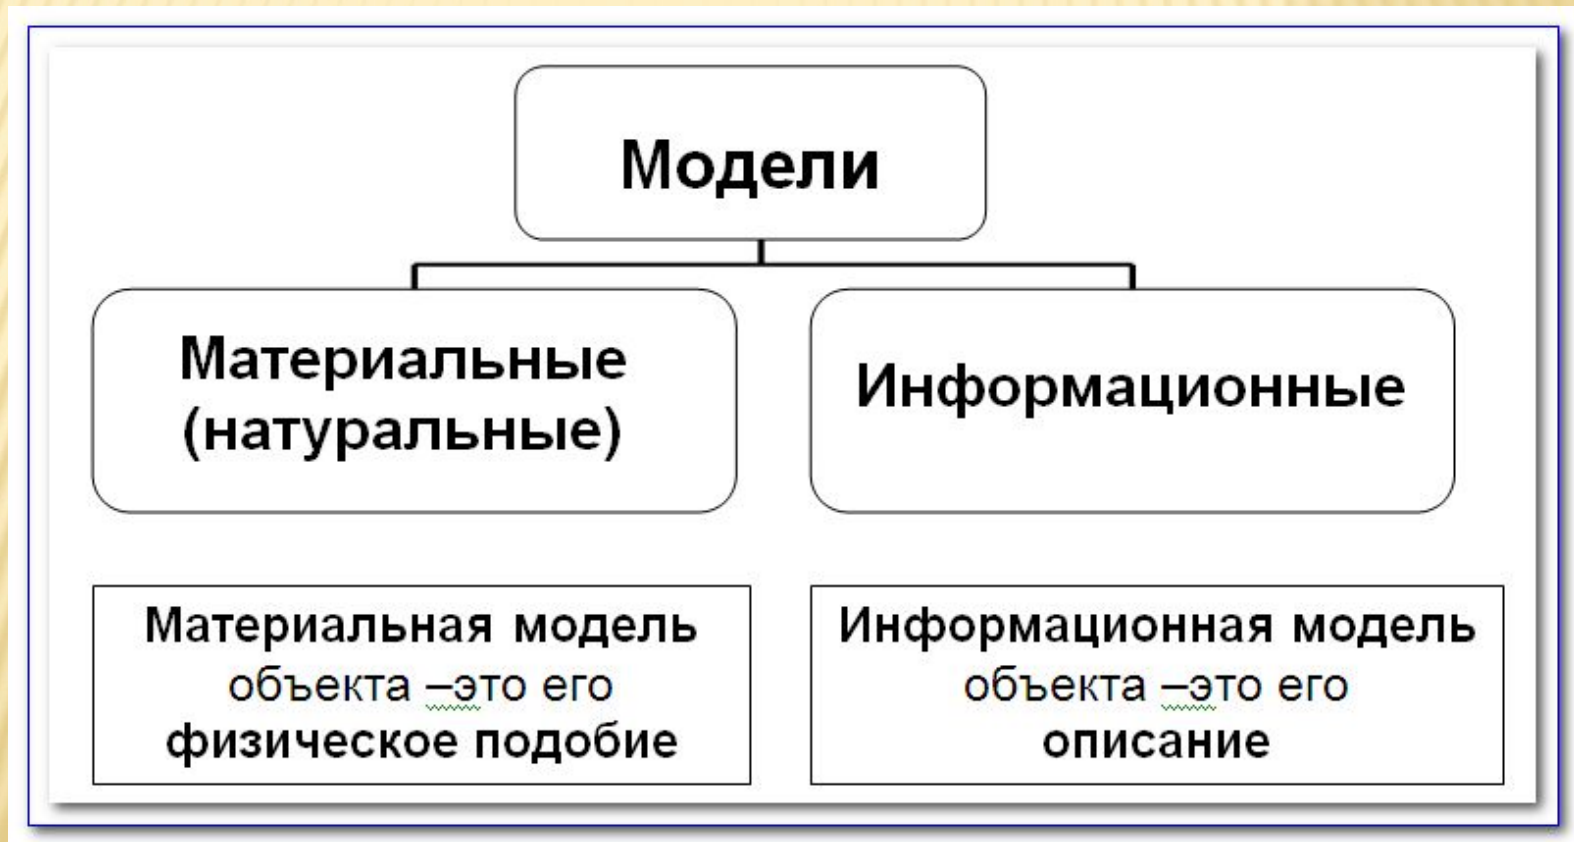 Модели
Материальные
(натуральные)
Информационные
Материальная модель
объекта –это его
физическое подобие
Информационная модель
объекта –это его
описание